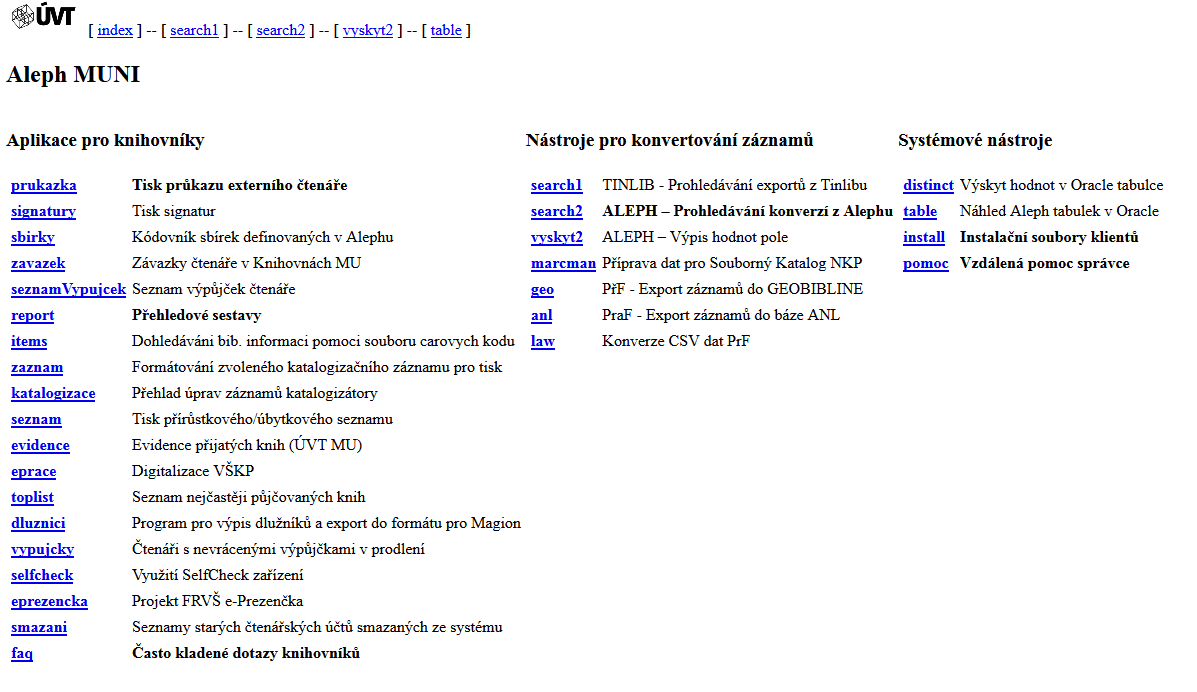 ÚVT
[ index ] -- [ search1 ] -- [ search2 ] -- [ vyskyt2 ] -- [ table ]
Aleph MUNI
Aplikace pro knihovníky
prukazka Tisk průkazu externího čtenáře
signatury Tisk signatur
sbirky Kódovník sbírek definovaných v Alephu
zavazek Závazky čtenáře v Knihovnách MU
seznamVypujcek Seznam výpůjček čtenáře
report Přehledové sestavy
items Dohledáváni bib. informaci pomoci souboru carovych kodu
zaznam Formátování zvoleného katalogizačního záznamu pro tisk
katalogizace Přehlad úprav záznamů katalogizátory
seznam Tisk přírůstkového/úbytkového seznamu
evidence Evidence přijatých knih (ÚVT MU)
eprace Digitalizace VŠKP
toplist Seznam nejčastěji půjčovaných knih
dluznici Program pro výpis dlužníků a export do formátu pro Magion
vypujcky Čtenáři s nevrácenými výpůjčkami v prodlení
selfcheck Využití SelfCheck zařízení
eprezencka Projekt FRVŠ e-Prezenčka
smazani Seznamy starých čtenářských účtů smazaných ze systému
faq Často kladené dotazy knihovníků
Nástroje pro konvertování záznamů
search1 TINLIB - Prohledávání exportů z Tinlibu
search2 ALEPH – Prohledávání konverzí z Alephu
vyskyt2 ALEPH – Výpis hodnot pole
marcman Příprava dat pro Souborný Katalog NKP
geo PřF - Export záznamů do GEOBIBLINE
anl PraF - Export záznamů do báze ANL
law Konverze CSV dat PrF
Systémové nástroje
distinct Výskyt hodnot v Oracle tabulce
table Náhled Aleph tabulek v Oracle
install Instalační soubory klientů
pomoc Vzdálená pomoc správce